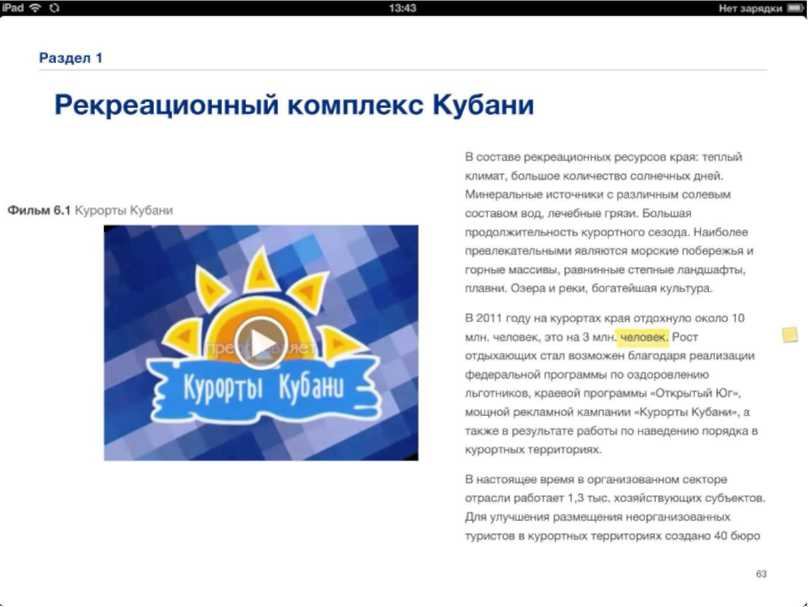 iPad 13:43 Нет зарядки
Раздел 1
Рекреационный комплекс Кубани
Фильм 6.1 Курорты Кубани
представляет
Курорты Кубани
В составе рекреационных ресурсов края: теплый
климат, большое количество солнечных дней.
Минеральные источники с различным солевым
составом вод, лечебные грязи. Большая
продолжительность курортного сезода. Наиболее
превлекательными являются морские побережья и
горные массивы, равнинные степные ландшафты,
плавни. Озера и реки, богатейшая культура.
В 2011 году на курортах края отдохнуло около 10
млн. человек, это на 3 млн. человек. Рост
отдыхающих стал возможен благодаря реализации
федеральной программы по оздоровлению
льготников, краевой программы «Открытый Юг»,
мощной рекламной кампании «Курорты Кубани», а
также в результате работы по наведению порядка в
курортных территориях.
В настоящее время в организованном секторе
отрасли работает 1,3 тыс. хозяйствующих субъектов.
Для улучшения размещения неорганизованных
туристов в курортных территориях создано 40 бюро
63